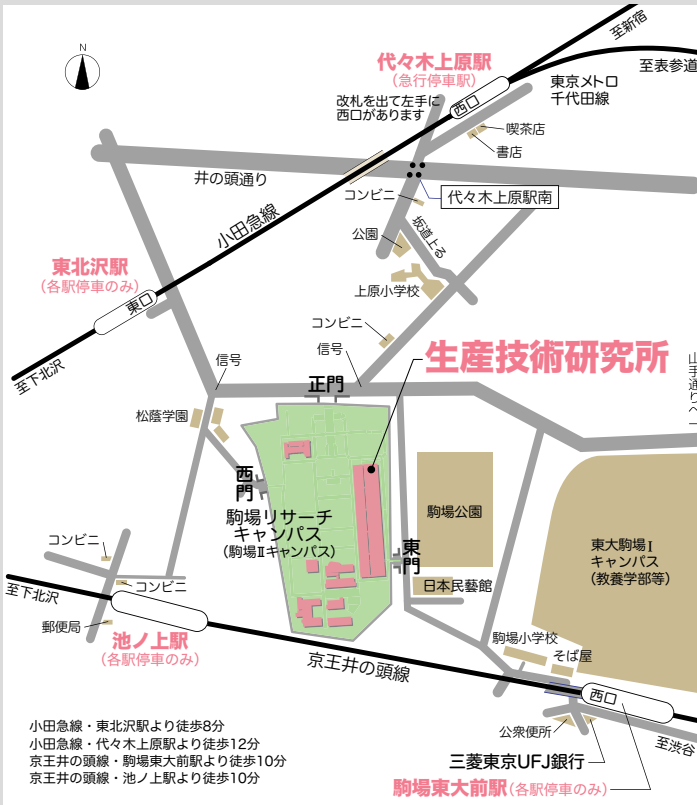 至新宿
N
代々木上原駅
(急行停車駅)
至表参道
西口
東京メトロ
千代田線
改札を出て左手に
西口があります
喫茶店
書店
井の頭通り
コンビニ
代々木上原駅南
小田急線
公園
坂道上る
東北沢駅
(各駅停車のみ)
東口
上原小学校
コンビニ
信号
信号
生産技術研究所
山手通りへ
至下北沢
正門
松蔭学園
西門
駒場リサーチ
キャンパス
(駒場Ⅱキャンパス)
駒場公園
東門
東大駒場Ⅰ
キャンパス
(教養学部等)
日本民藝館
コンビニ
コンビニ
至下北沢
郵便局
池ノ上駅
(各駅停車のみ)
駒場小学校
そば屋
京王井の頭線
西口
公衆便所
至渋谷
三菱東京UFJ銀行
駒場東大前駅(各駅停車のみ)
小田急線・東北沢駅より徒歩8分
小田急線・代々木上原駅より徒歩12分
京王井の頭線・駒場東大前駅より徒歩10分
京王井の頭線・池ノ上駅より徒歩10分